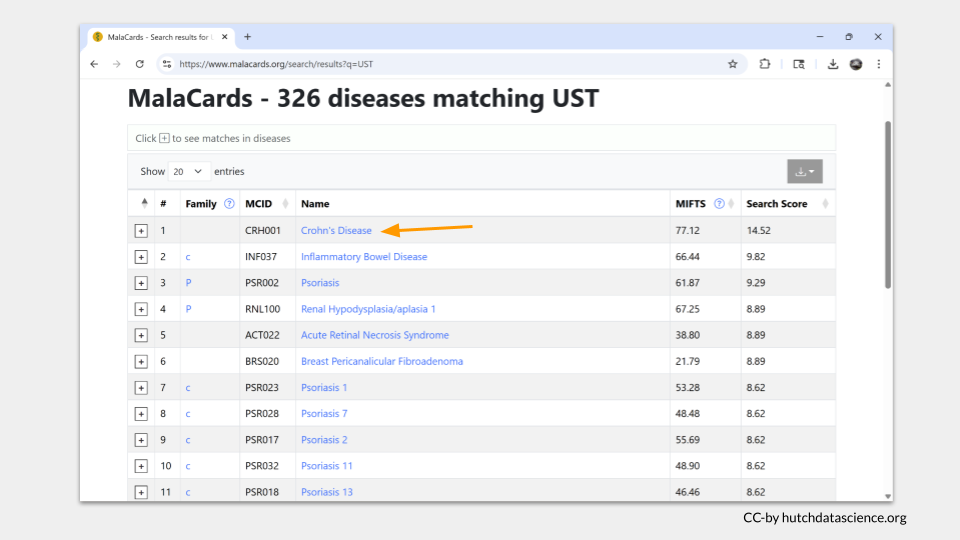 MalaCards - Search results for U
https://www.malacards.org/search/results?q=UST
MalaCards - 326 diseases matching UST
Click + to see matches in diseases
Show 20 entries
# Family ? MCID Name MIFTS ? Search Score
+ 1 CRH001 Crohn's Disease 77.12 14.52
+ 2 c INF037 Inflammatory Bowel Disease 66.44 9.82
+ 3 P PSR002 Psoriasis 61.87 9.29
+ 4 P RNL100 Renal Hypodysplasia/aplasia 1 67.25 8.89
+ 5 ACT022 Acute Retinal Necrosis Syndrome 38.80 8.89
+ 6 BRS020 Breast Pericanalicular Fibroadenoma 21.79 8.89
+ 7 c PSR023 Psoriasis 1 53.28 8.62
+ 8 c PSR028 Psoriasis 7 48.48 8.62
+ 9 c PSR017 Psoriasis 2 55.69 8.62
+ 10 c PSR032 Psoriasis 11 48.90 8.62
+ 11 c PSR018 Psoriasis 13 46.46 8.62
CC-by hutchdatascience.org